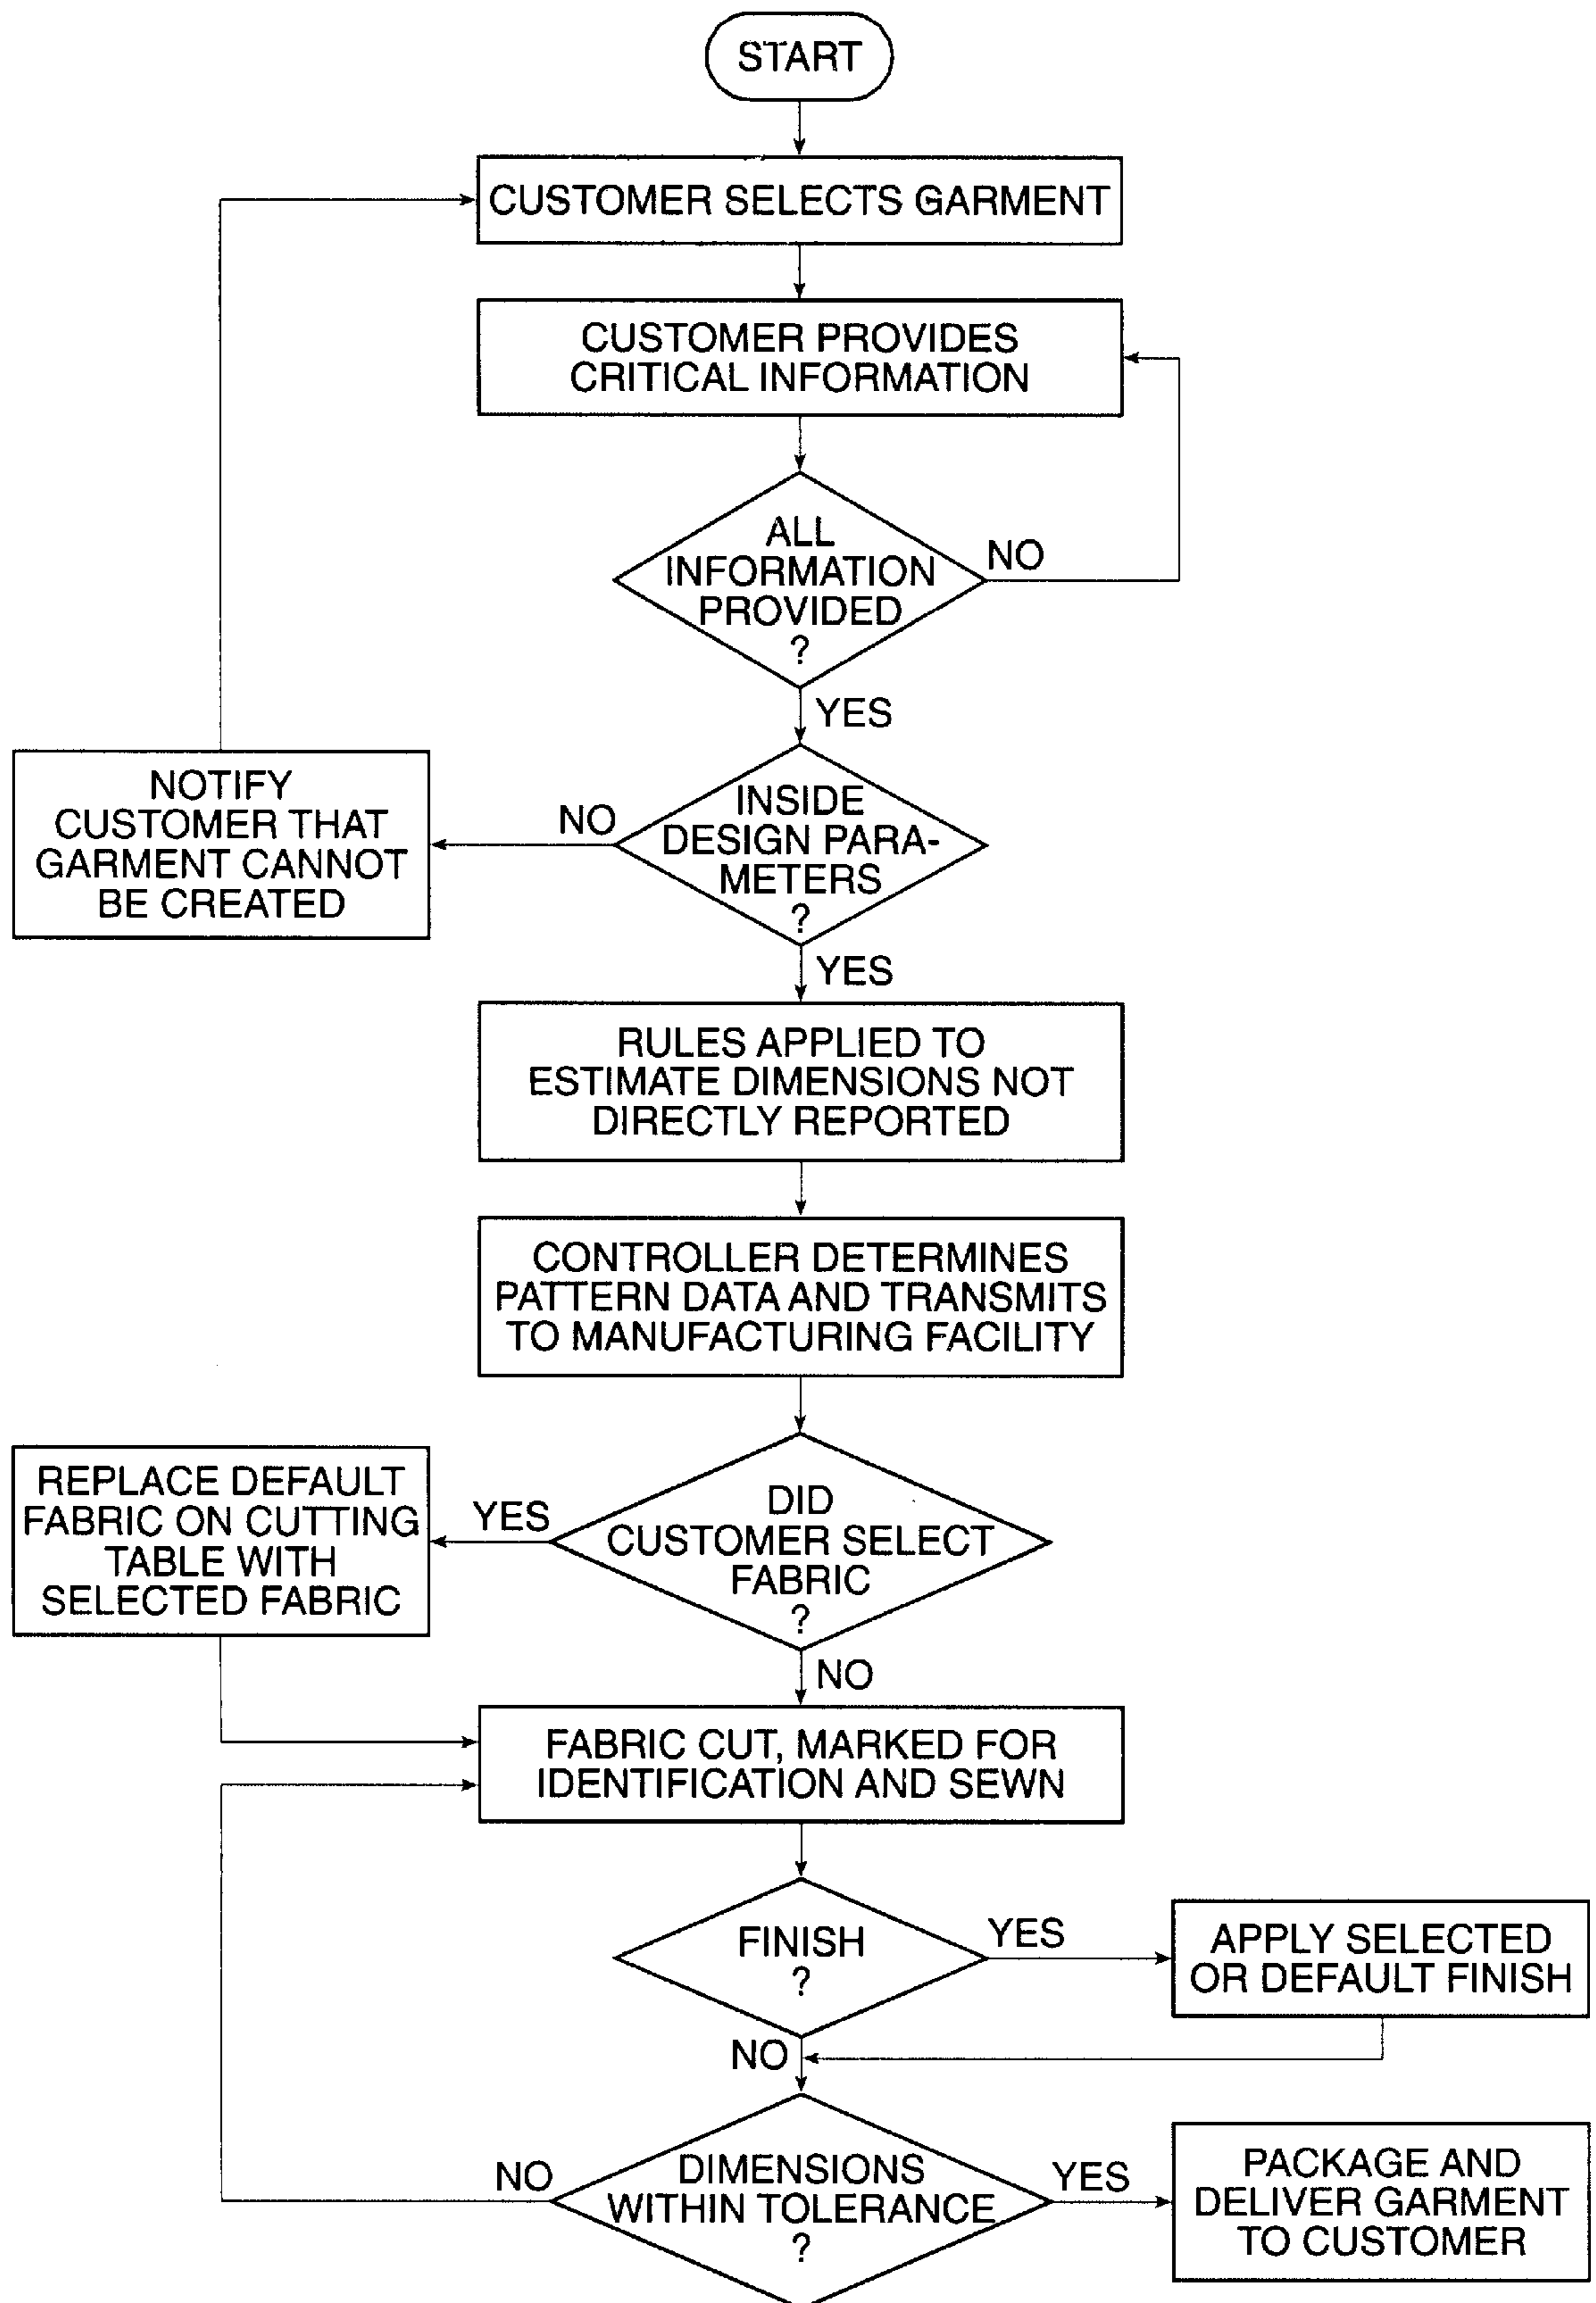 START
CUSTOMER SELECTS GARMENT
CUSTOMER PROVIDES
CRITICAL INFORMATION
ALL
INFORMATION
PROVIDED
?
NO
YES
INSIDE
DESIGN PARA-
METERS
?
NO
NOTIFY
CUSTOMER THAT
GARMENT CANNOT
BE CREATED
YES
RULES APPLIED TO
ESTIMATE DIMENSIONS NOT
DIRECTLY REPORTED
CONTROLLER DETERMINES
PATTERN DATA AND TRANSMITS
TO MANUFACTURING FACILITY
DID
CUSTOMER SELECT
FABRIC
?
YES
REPLACE DEFAULT
FABRIC ON CUTTING
TABLE WITH
SELECTED FABRIC
NO
FABRIC CUT, MARKED FOR
IDENTIFICATION AND SEWN
FINISH
?
YES
APPLY SELECTED
OR DEFAULT FINISH
NO
DIMENSIONS
WITHIN TOLERANCE
?
NO
YES
PACKAGE AND
DELIVER GARMENT
TO CUSTOMER